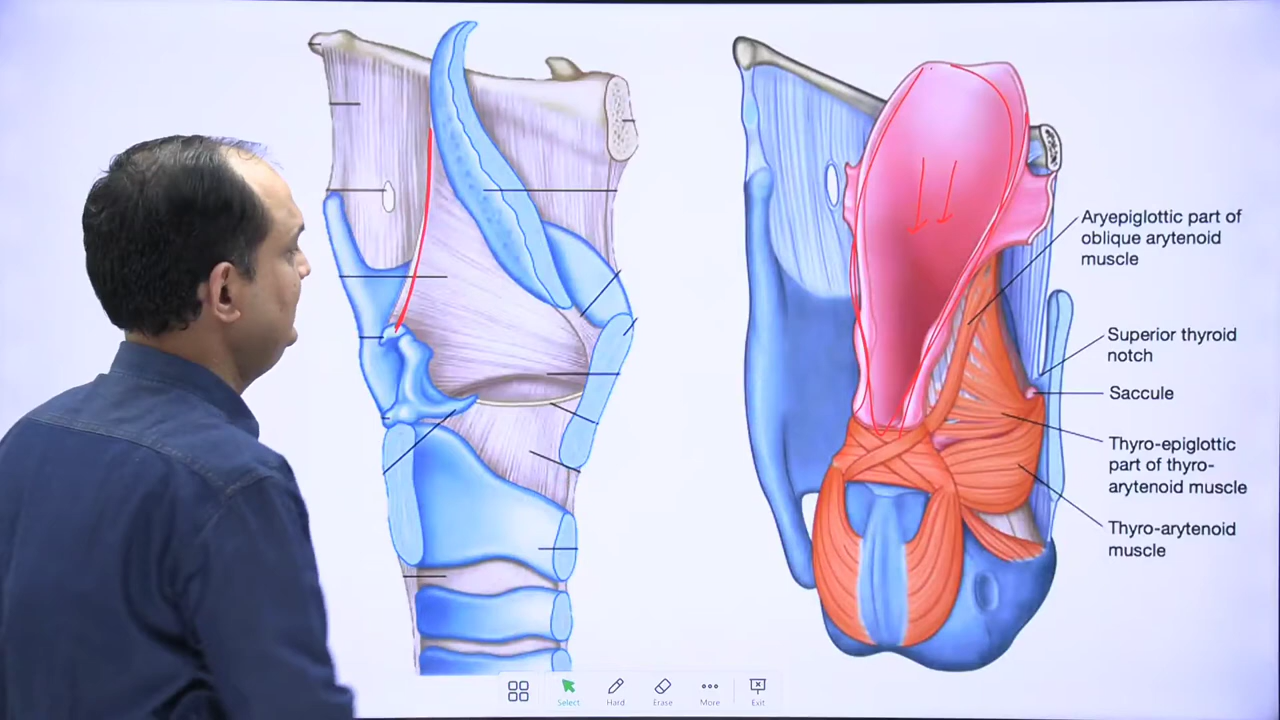 Aryepiglottic part of
oblique arytenoid
muscle
Superior thyroid
notch
Saccule
Thyro-epiglottic
part of thyro-
arytenoid muscle
Thyro-arytenoid
muscle
Select
Hard
Erase
More
Exit